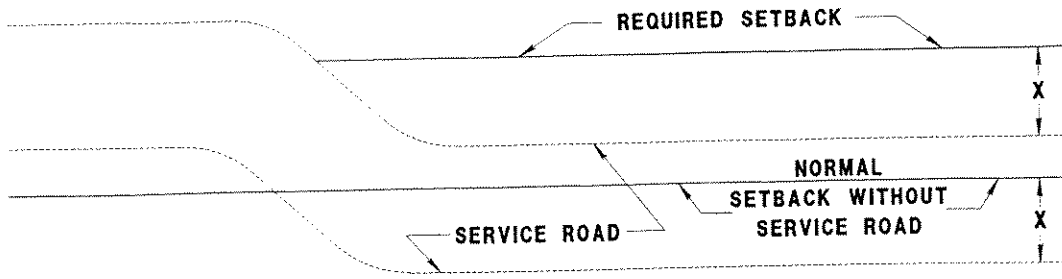 REQUIRED SETBACK
X
NORMAL
SETBACK WITHOUT
SERVICE ROAD
SERVICE ROAD
X